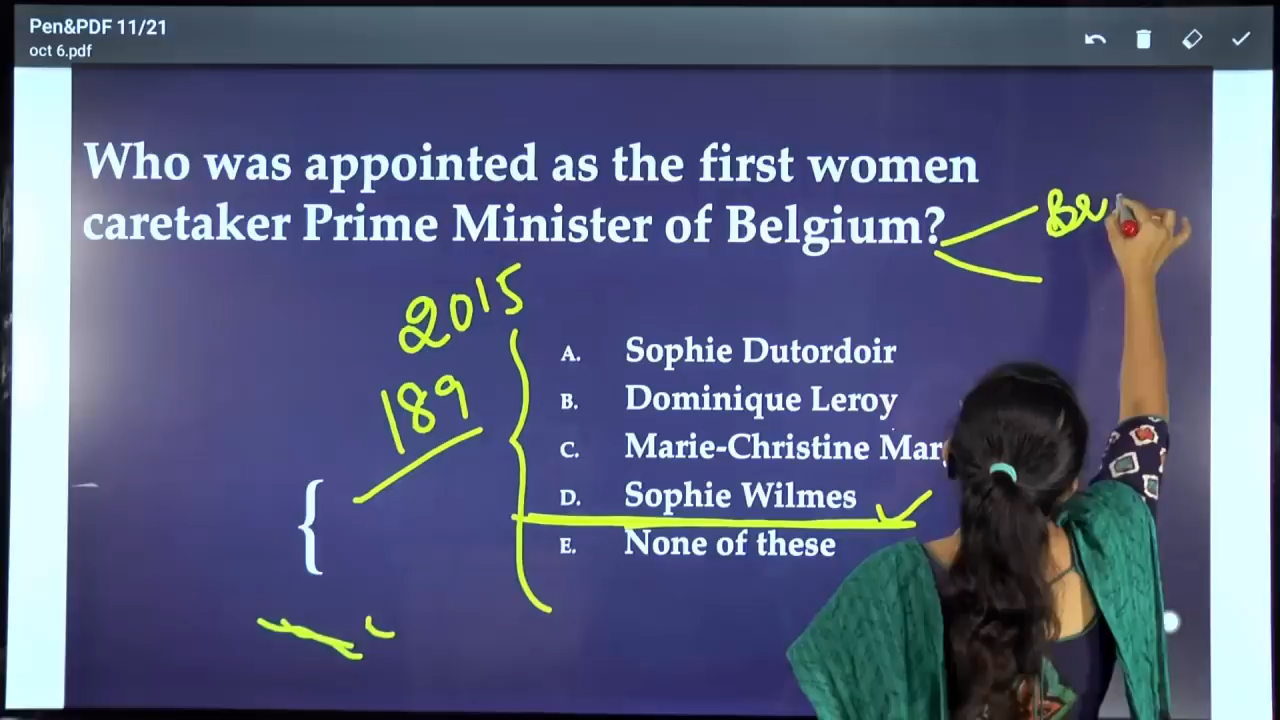 Pen&PDF 11/21
oct 6.pdf
Who was appointed as the first women
caretaker Prime Minister of Belgium?
2015
189
A. Sophie Dutordoir
B. Dominique Leroy
C. Marie-Christine Mar
D. Sophie Wilmes
E. None of these